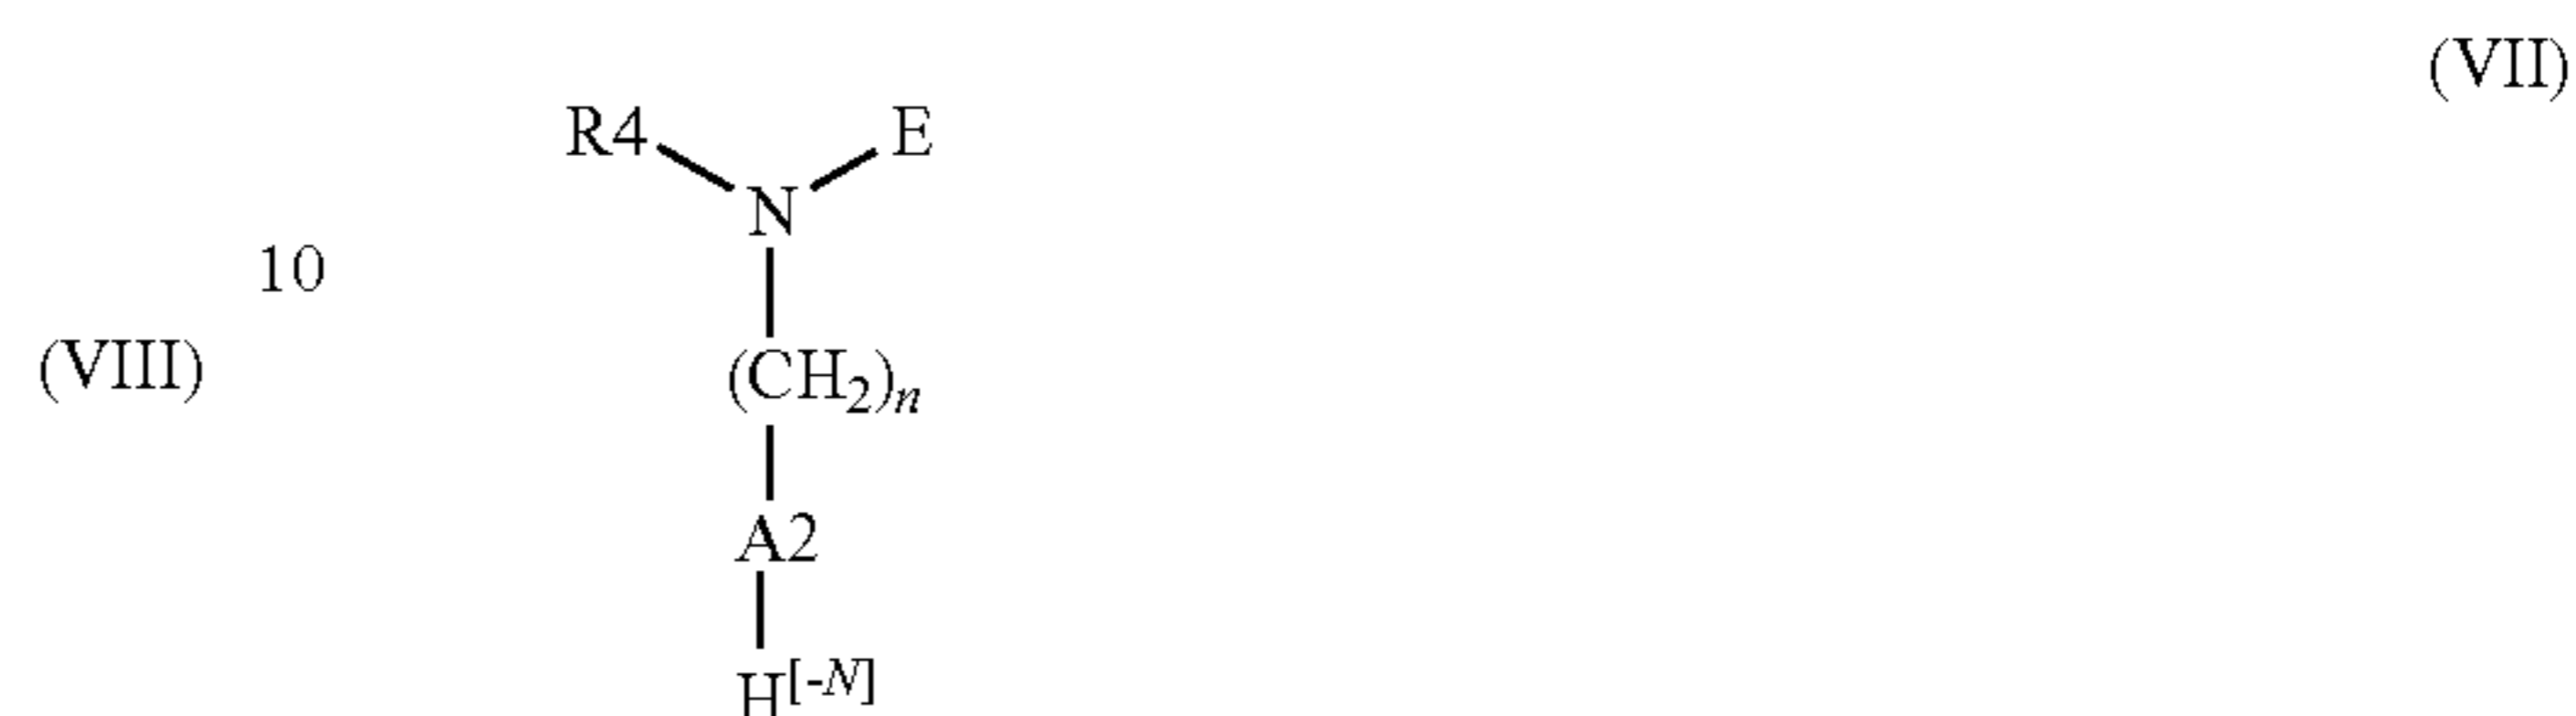 (VII)
R4 E
N
10
(VIII)
(CH₂)ₙ
A2
H[-N]